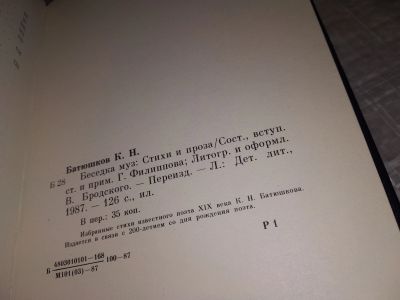 Батюшков К. Н.
Б 28 Беседка муз: Стихи и проза/Сост., вступ.
ст. и прим. Г. Филиппова; Литогр. и оформл.
В. Бродского. — Переизд. — Л.: Дет. лит.,
1987. — 126 с., ил.
В пер.: 35 коп.
Избранные стихи известного поэта XIX века К. Н. Батюшкова.
Издается в связи с 200-летием со дня рождения поэта.
Р 1
Б 4803010101—168
М101(03)—87 100—87